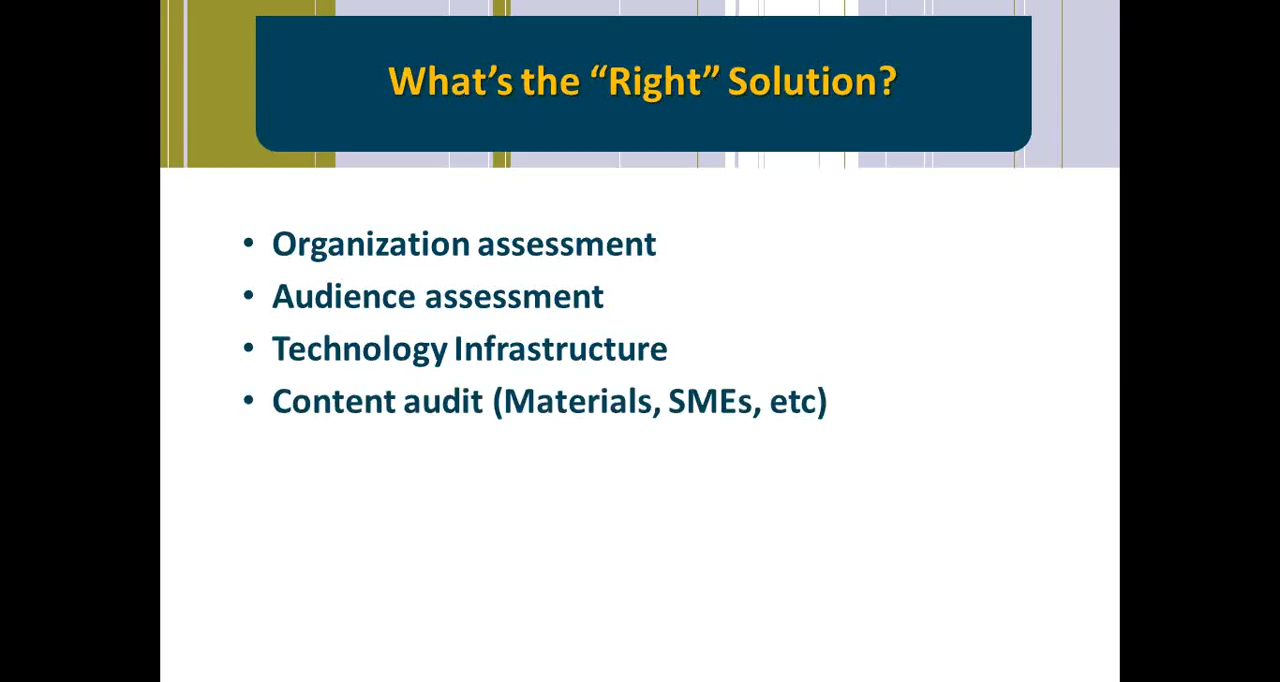 What’s the “Right” Solution?
• Organization assessment
• Audience assessment
• Technology Infrastructure
• Content audit (Materials, SMEs, etc)